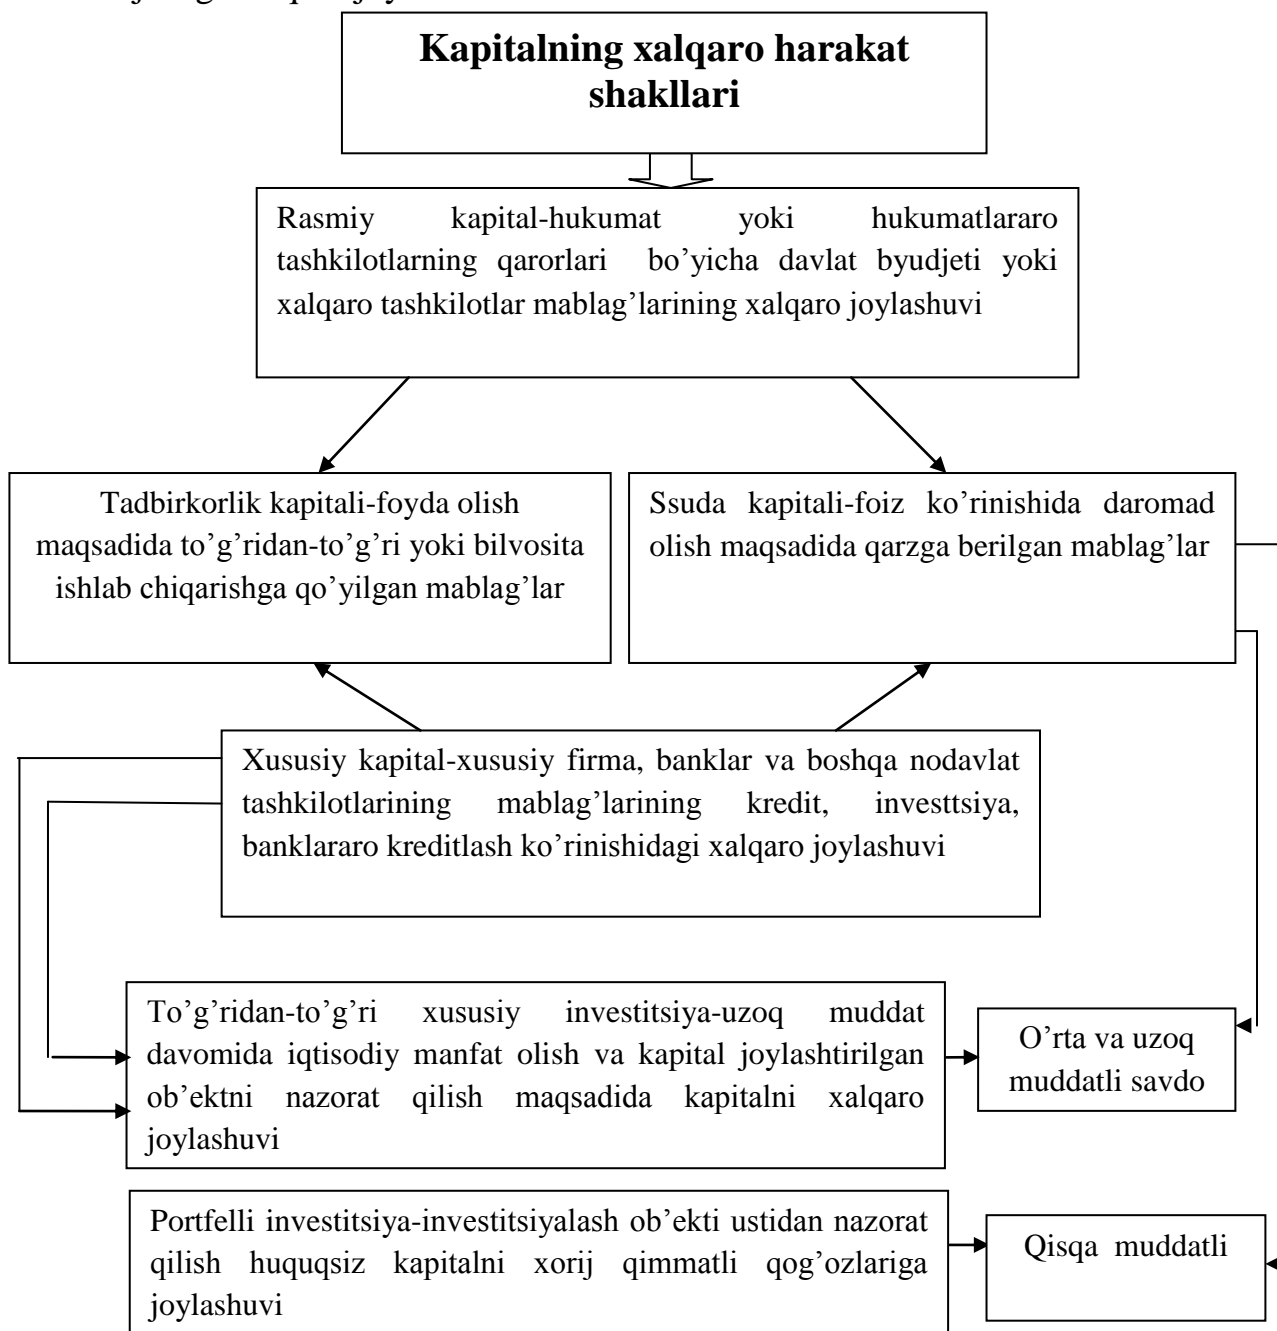 Kapitalning xalqaro harakat
shakllari
Rasmiy kapital-hukumat yoki hukumatlararo
tashkilotlarning qarorlari bo’yicha davlat byudjeti yoki
xalqaro tashkilotlar mablag’larining xalqaro joylashuvi
Tadbirkorlik kapitali-foyda olish
maqsadida to’g’ridan-to’g’ri yoki bilvosita
ishlab chiqarishga qo’yilgan mablag’lar
Ssuda kapitali-foiz ko’rinishida daromad
olish maqsadida qarzga berilgan mablag’lar
Xususiy kapital-xususiy firma, banklar va boshqa nodavlat
tashkilotlarining mablag’larining kredit, investtsiya,
banklararo kreditlash ko’rinishidagi xalqaro joylashuvi
To’g’ridan-to’g’ri xususiy investitsiya-uzoq muddat
davomida iqtisodiy manfat olish va kapital joylashtirilgan
ob’ektni nazorat qilish maqsadida kapitalni xalqaro
joylashuvi
O’rta va uzoq
muddatli savdo
Portfelli investitsiya-investitsiyalash ob’ekti ustidan nazorat
qilish huquqsiz kapitalni xorij qimmatli qog’ozlariga
joylashuvi
Qisqa muddatli